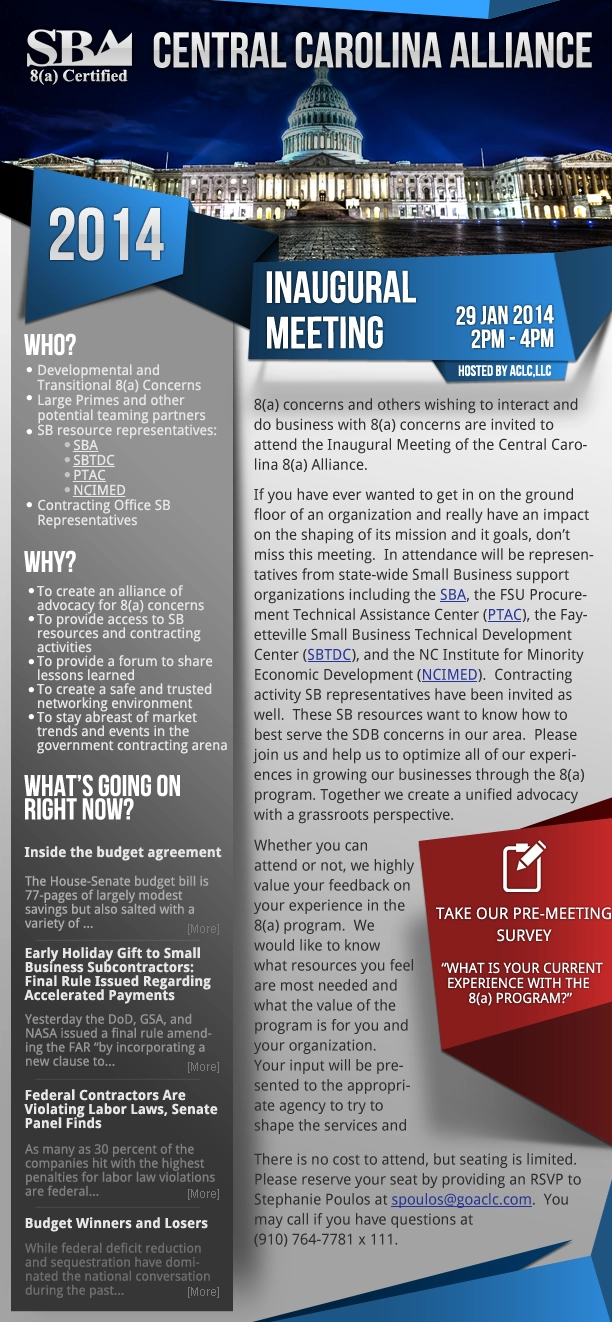 SBA
8(a) Certified
CENTRAL CAROLINA ALLIANCE
2014
INAUGURAL
MEETING
29 JAN 2014
2PM - 4PM
HOSTED BY ACLC,LLC
WHO?
• Developmental and
Transitional 8(a) Concerns
• Large Primes and other
potential teaming partners
• SB resource representatives:
• SBA
• SBTDC
• PTAC
• NCIMED
• Contracting Office SB
Representatives
WHY?
• To create an alliance of
advocacy for 8(a) concerns
• To provide access to SB
resources and contracting
activities
• To provide a forum to share
lessons learned
• To create a safe and trusted
networking environment
• To stay abreast of market
trends and events in the
government contracting arena
WHAT'S GOING ON
RIGHT NOW?
Inside the budget agreement
The House-Senate budget bill is
77-pages of largely modest
savings but also salted with a
variety of ...
[More]
Early Holiday Gift to Small
Business Subcontractors:
Final Rule Issued Regarding
Accelerated Payments
Yesterday the DoD, GSA, and
NASA issued a final rule amend-
ing the FAR "by incorporating a
new clause to...
[More]
Federal Contractors Are
Violating Labor Laws, Senate
Panel Finds
As many as 30 percent of the
companies hit with the highest
penalties for labor law violations
are federal...
[More]
Budget Winners and Losers
While federal deficit reduction
and sequestration have domi-
nated the national conversation
during the past...
[More]
8(a) concerns and others wishing to interact and
do business with 8(a) concerns are invited to
attend the Inaugural Meeting of the Central Caro-
lina 8(a) Alliance.
If you have ever wanted to get in on the ground
floor of an organization and really have an impact
on the shaping of its mission and it goals, don't
miss this meeting.  In attendance will be represen-
tatives from state-wide Small Business support
organizations including the SBA, the FSU Procure-
ment Technical Assistance Center (PTAC), the Fay-
etteville Small Business Technical Development
Center (SBTDC), and the NC Institute for Minority
Economic Development (NCIMED).  Contracting
activity SB representatives have been invited as
well.  These SB resources want to know how to
best serve the SDB concerns in our area.  Please
join us and help us to optimize all of our experi-
ences in growing our businesses through the 8(a)
program. Together we create a unified advocacy
with a grassroots perspective.
Whether you can
attend or not, we highly
value your feedback on
your experience in the
8(a) program.  We
would like to know
what resources you feel
are most needed and
what the value of the
program is for you and
your organization.
Your input will be pre-
sented to the appropri-
ate agency to try to
shape the services and
TAKE OUR PRE-MEETING
SURVEY
"WHAT IS YOUR CURRENT
EXPERIENCE WITH THE
8(a) PROGRAM?"
There is no cost to attend, but seating is limited.
Please reserve your seat by providing an RSVP to
Stephanie Poulos at spoulos@goaclc.com.  You
may call if you have questions at
(910) 764-7781 x 111.